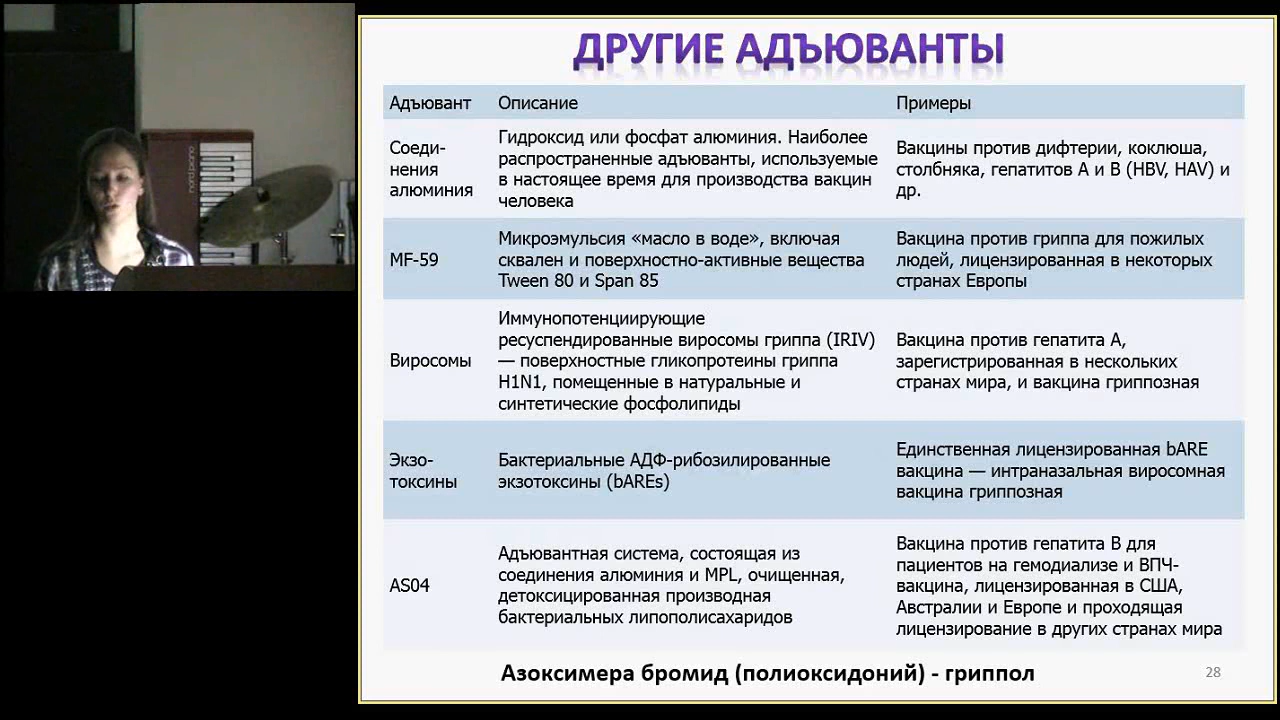 ДРУГИЕ АДЪЮВАНТЫ
Адъювант
Описание
Примеры
Соеди-
нения
алюминия
Гидроксид или фосфат алюминия. Наиболее
распространенные адъюванты, используемые
в настоящее время для производства вакцин
человека
Вакцины против дифтерии, коклюша,
столбняка, гепатитов А и В (HBV, HAV) и
др.
MF-59
Микроэмульсия «масло в воде», включая
сквален и поверхностно-активные вещества
Tween 80 и Span 85
Вакцина против гриппа для пожилых
людей, лицензированная в некоторых
странах Европы
Виросомы
Иммунопотенциирующие
ресуспендированные виросомы гриппа (IRIV)
— поверхностные гликопротеины гриппа
H1N1, помещенные в натуральные и
синтетические фосфолипиды
Вакцина против гепатита А,
зарегистрированная в нескольких
странах мира, и вакцина гриппозная
Экзо-
токсины
Бактериальные АДФ-рибозилированные
экзотоксины (bAREs)
Единственная лицензированная bARE
вакцина — интраназальная виросомная
вакцина гриппозная
AS04
Адъювантная система, состоящая из
соединения алюминия и MPL, очищенная,
детоксицированная производная
бактериальных липополисахаридов
Вакцина против гепатита В для
пациентов на гемодиализе и ВПЧ-
вакцина, лицензированная в США,
Австралии и Европе и проходящая
лицензирование в других странах мира
Азоксимера бромид (полиоксидоний) - гриппол
28
nord piano